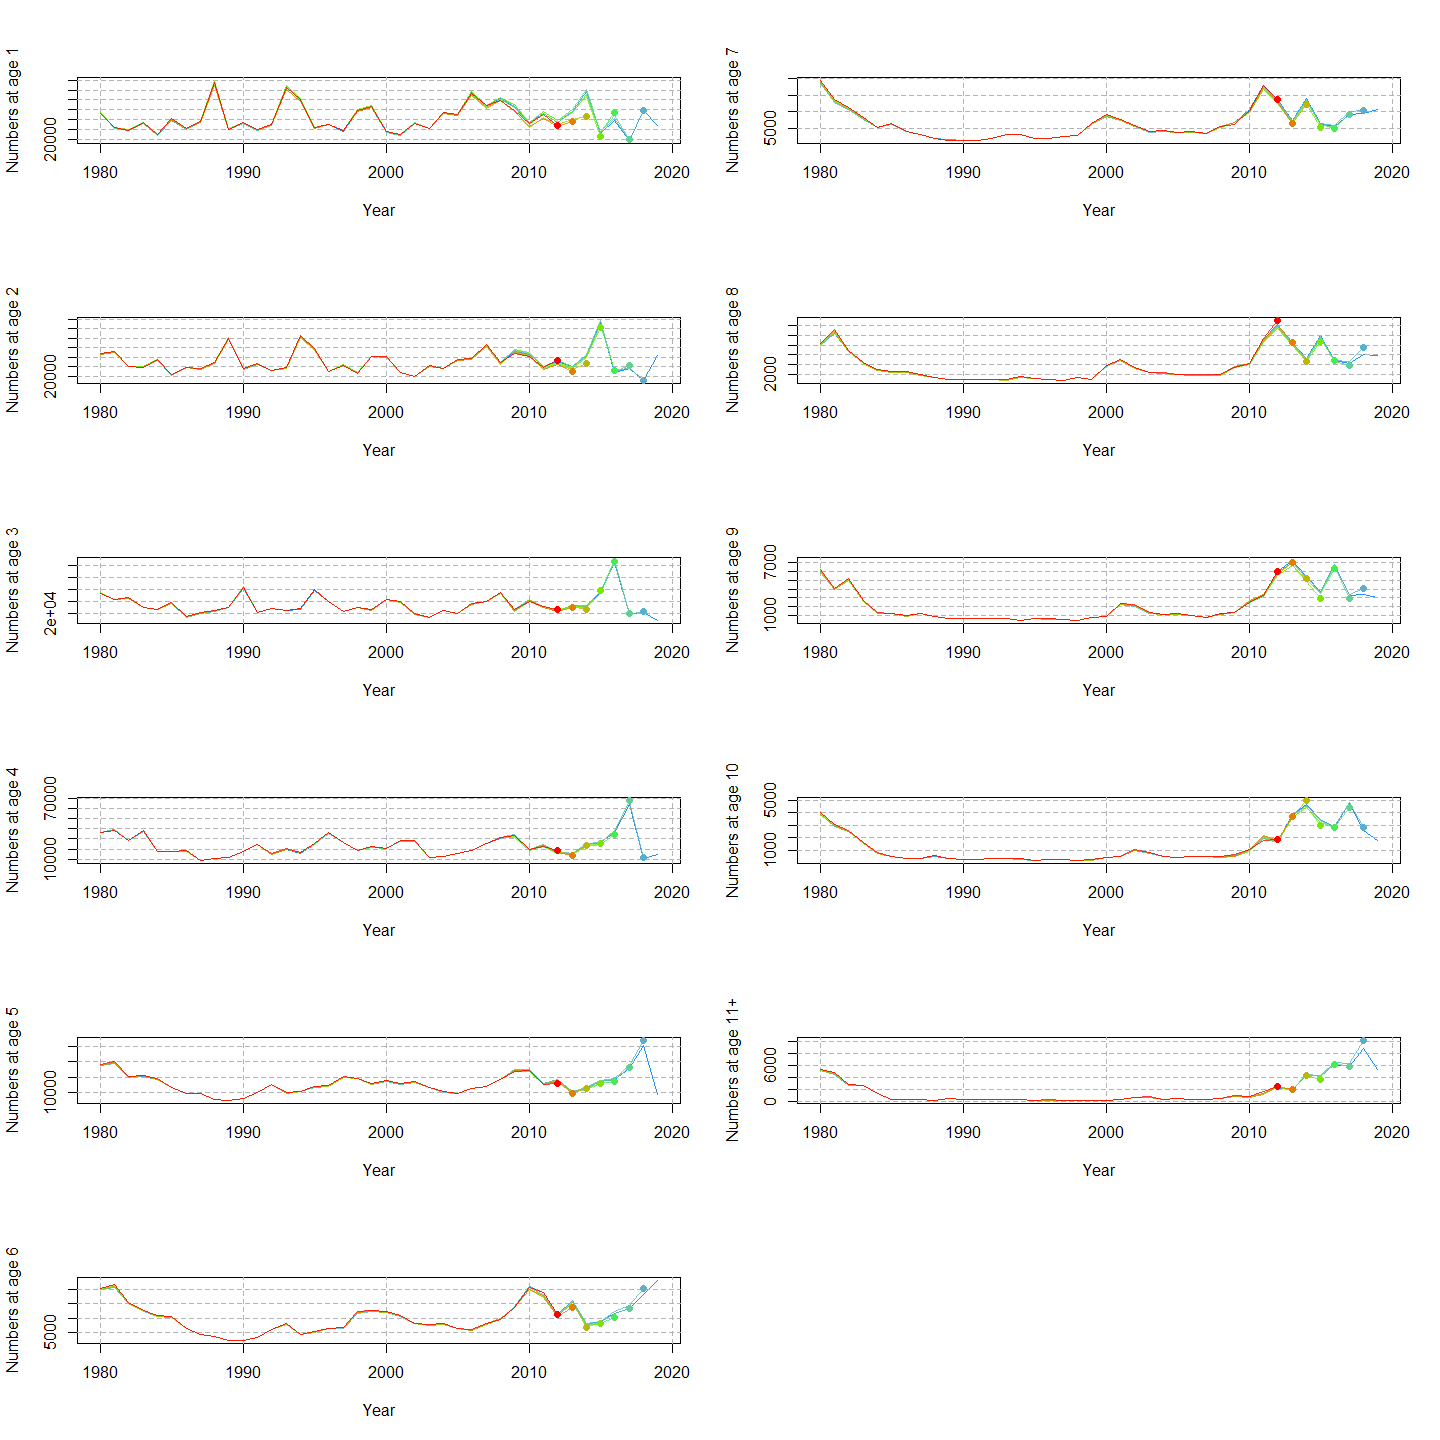 Numbers at age 1
20000
1980 1990 2000 2010 2020
Year
Numbers at age 2
20000
1980 1990 2000 2010 2020
Year
Numbers at age 3
2e+04
1980 1990 2000 2010 2020
Year
Numbers at age 4
10000 70000
1980 1990 2000 2010 2020
Year
Numbers at age 5
10000
1980 1990 2000 2010 2020
Year
Numbers at age 6
5000
1980 1990 2000 2010 2020
Year
Numbers at age 7
5000
1980 1990 2000 2010 2020
Year
Numbers at age 8
2000
1980 1990 2000 2010 2020
Year
Numbers at age 9
1000 7000
1980 1990 2000 2010 2020
Year
Numbers at age 10
1000 5000
1980 1990 2000 2010 2020
Year
Numbers at age 11+
0 6000
1980 1990 2000 2010 2020
Year